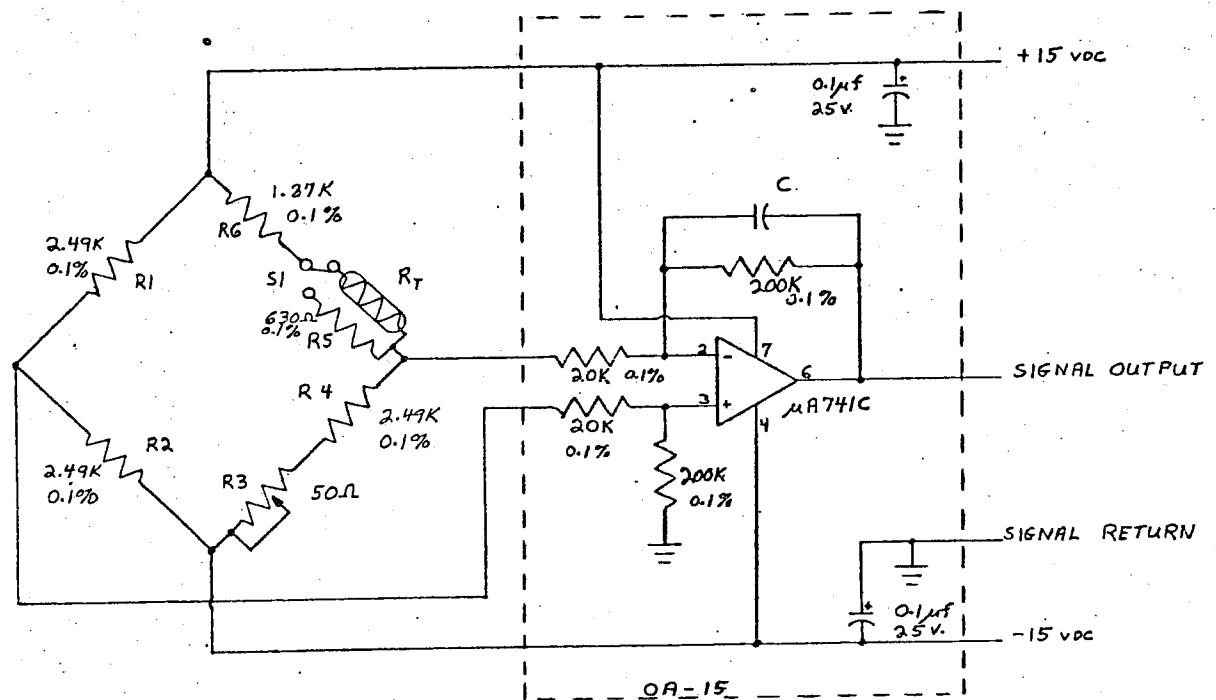 +15 VDC
0.1μf
25v.
C
1.87K
0.1%
R6
2.49K
0.1%
R1
S1
RT
200K
0.1%
630Ω
0.1%
R5
2
7
-
20K 0.1%
6
SIGNAL OUTPUT
R4
μA741C
3
+
4
20K
0.1%
2.49K
0.1%
R2
2.49K
0.1%
R3
50Ω
200K
0.1%
SIGNAL RETURN
+
0.1μf
25v.
-15 VDC
OA-15